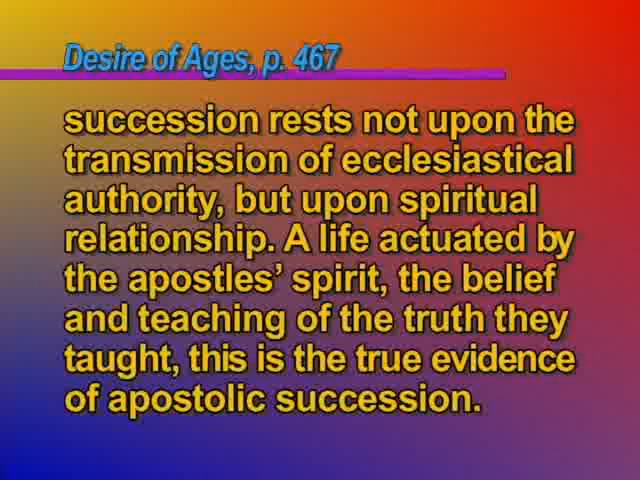 Desire of Ages, p. 467
succession rests not upon the
transmission of ecclesiastical
authority, but upon spiritual
relationship. A life actuated by
the apostles’ spirit, the belief
and teaching of the truth they
taught, this is the true evidence
of apostolic succession.